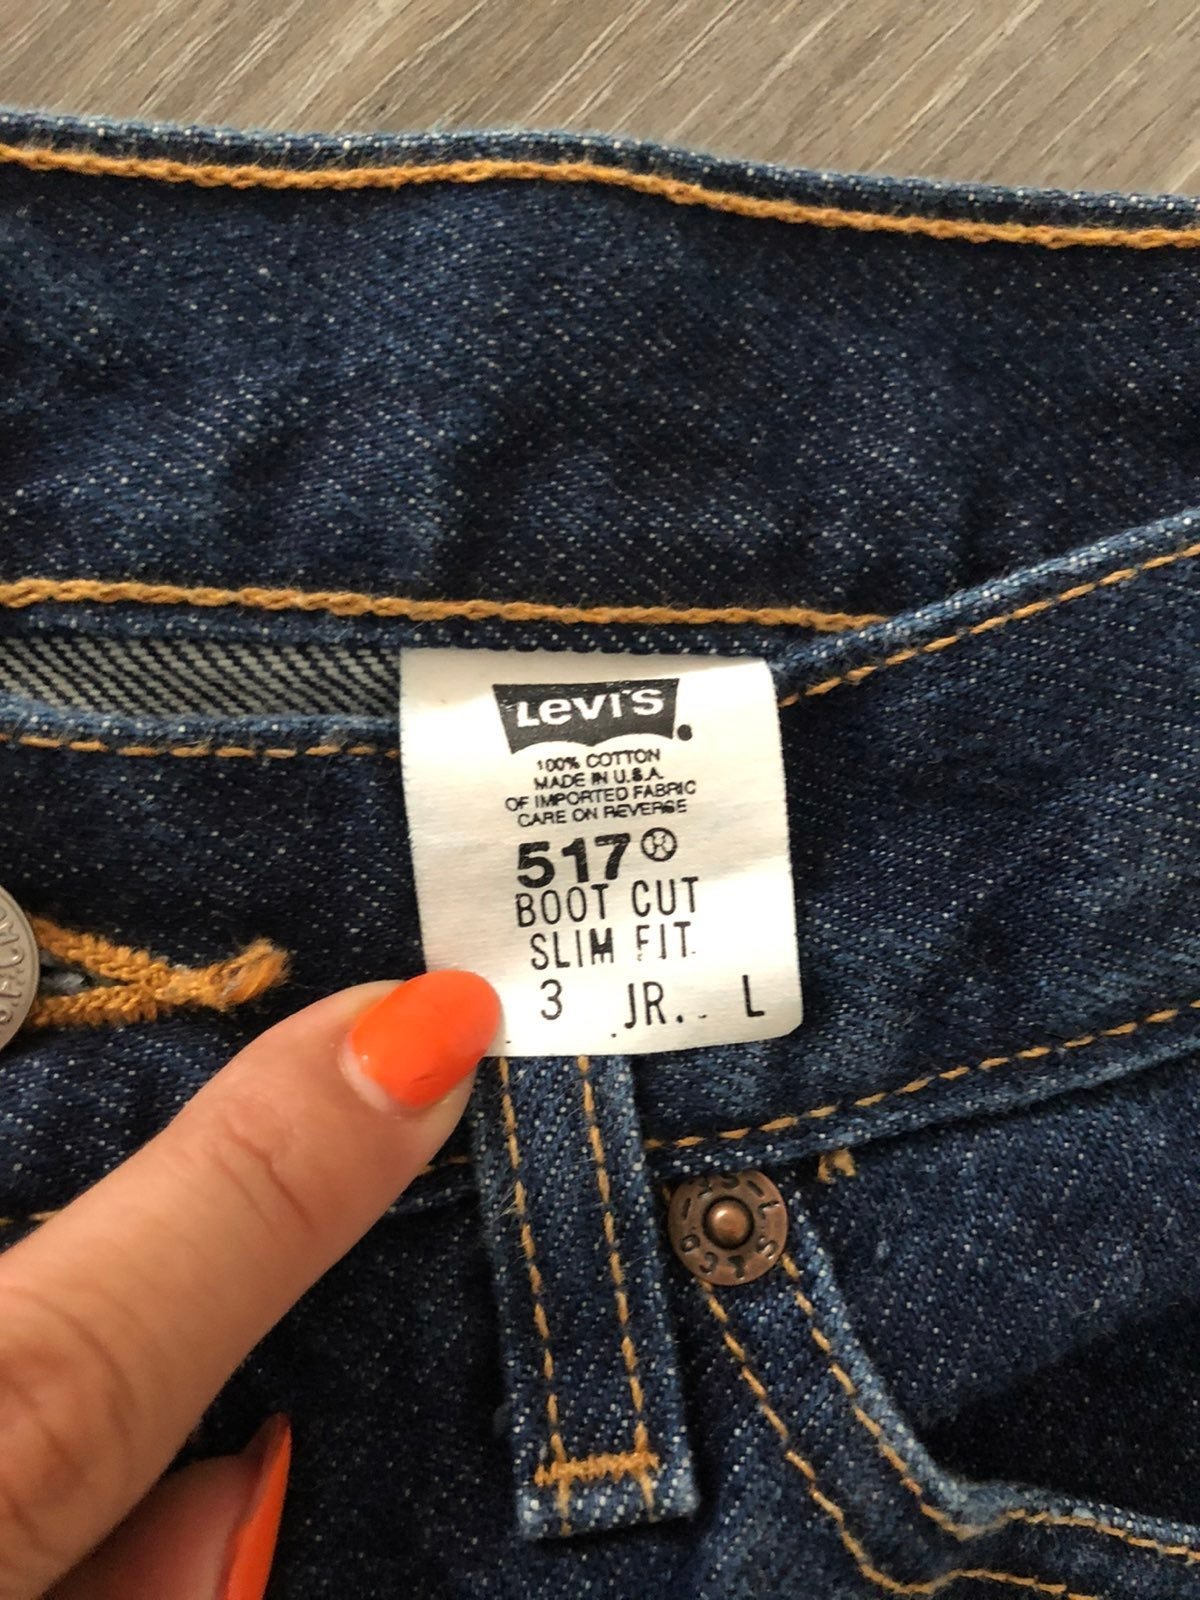 Levi's
100% COTTON
MADE IN U.S.A.
OF IMPORTED FABRIC
CARE ON REVERSE
517®
BOOT CUT
SLIM FIT
3 JR. L